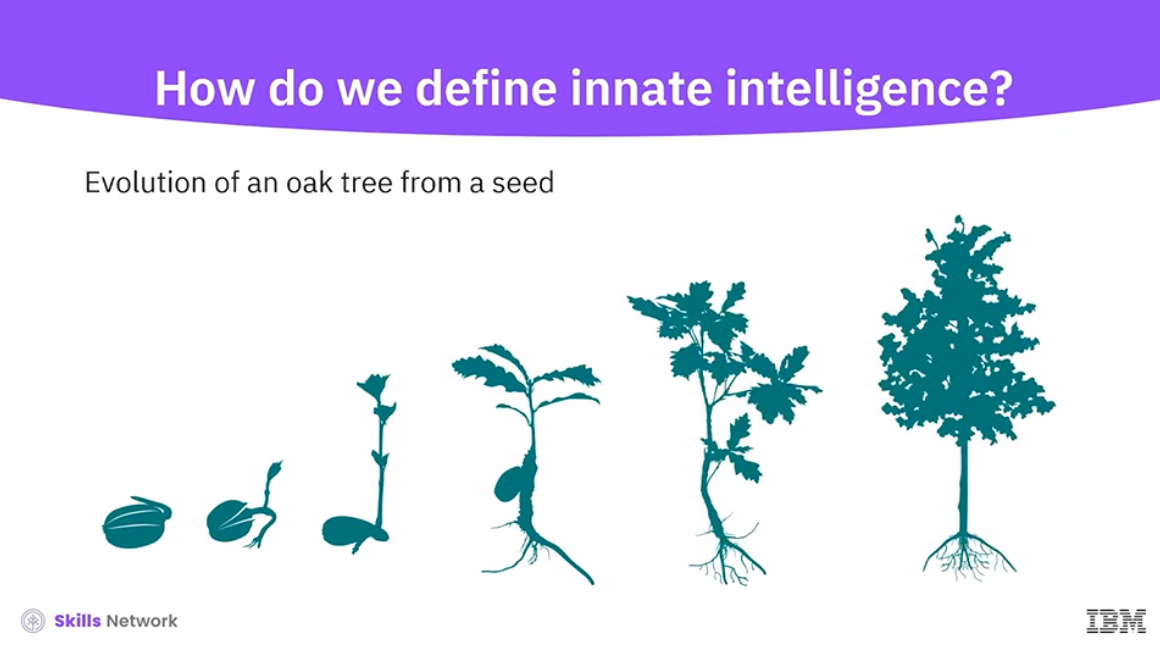 How do we define innate intelligence?
Evolution of an oak tree from a seed
Skills Network
IBM